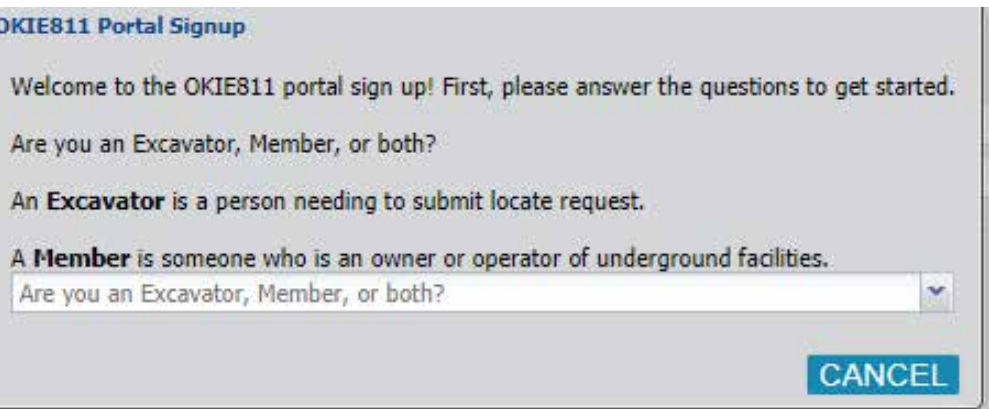 OKIE811 Portal Signup
Welcome to the OKIE811 portal sign up! First, please answer the questions to get started.
Are you an Excavator, Member, or both?
An Excavator is a person needing to submit locate request.
A Member is someone who is an owner or operator of underground facilities.
Are you an Excavator, Member, or both?
CANCEL